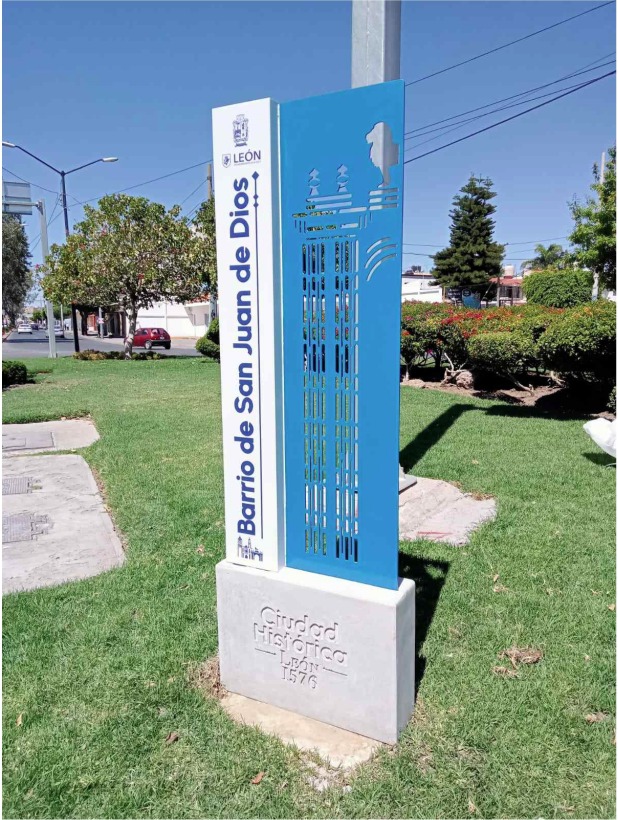 LEÓN
Barrio de San Juan de Dios
Ciudad
Histórica
LEÓN
1576